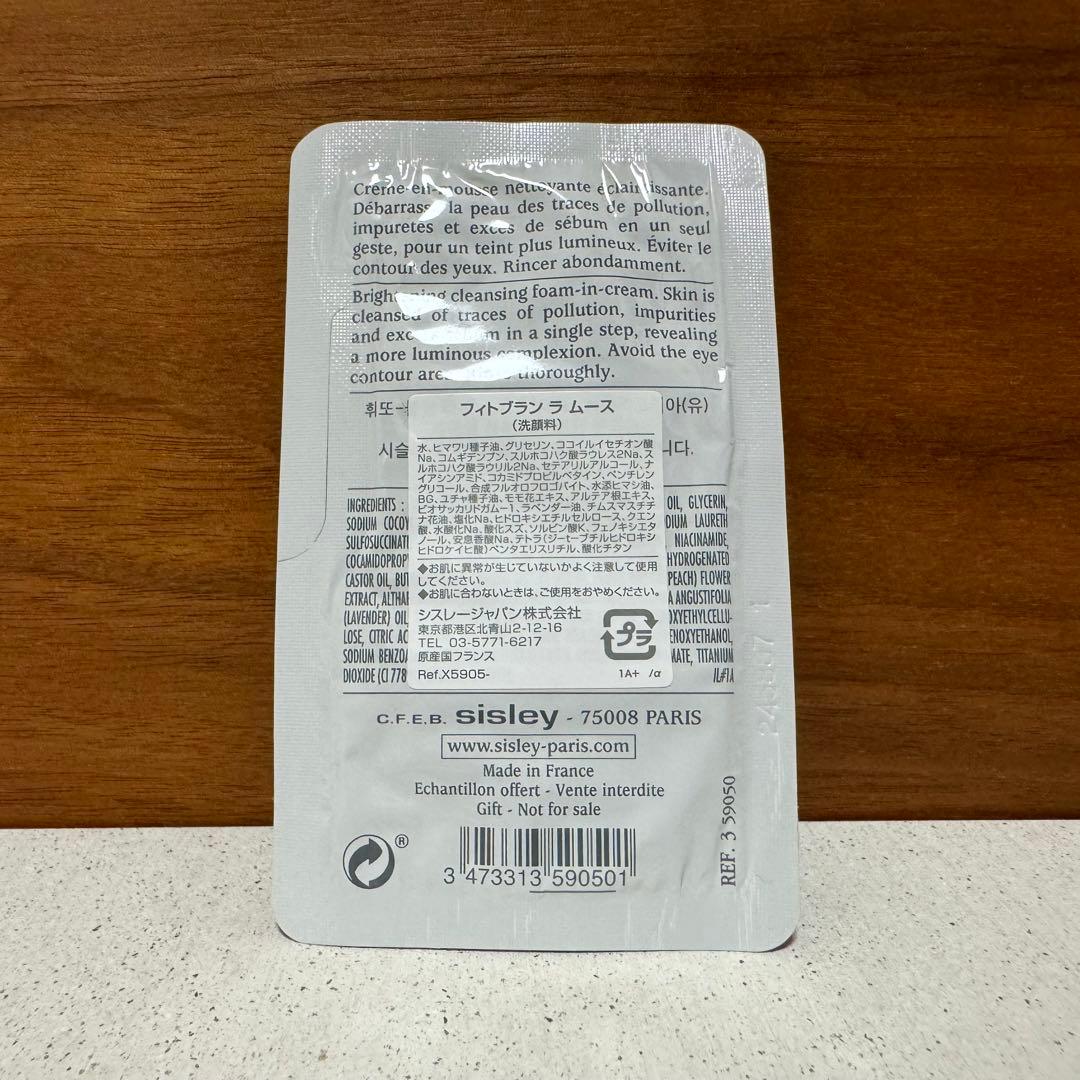 Crème-en-mousse nettoyante éclaircissante.
la peau des traces de pollution,
impuretés et excès de sébum en un seul
geste, pour un teint plus lumineux. Éviter le
contour des yeux. Rincer abondamment.
cleansing foam-in-cream. Skin is
cleansed of traces of pollution, impurities
and in a single step, revealing
a more luminous complexion. Avoid the eye
contour thoroughly.
휘또-
아(유)
시슬
니다.
フィトブラン ラ ムース
(洗顔料)
水、ヒマワリ種子油、グリセリン、ココイルイセチオン酸
Na、コムギデンプン、スルホコハク酸ラウレス2Na、ス
ルホコハク酸ラウリル2Na、セテアリルアルコール、ナ
イアシンアミド、コカミドプロピルベタイン、ペンチレン
グリコール、合成フルオロフロゴパイト、水添ヒマシ油、
BG、ユチャ種子油、モモ花エキス、アルテア根エキス、
ビオサッカリドガム-1、ラベンダー油、チムスマスチチ
ナ花油、塩化Na、ヒドロキシエチルセルロース、クエン
酸、水酸化Na、酸化スズ、ソルビン酸K、フェノキシエタ
ノール、安息香酸Na、テトラ(ジ-t-ブチルヒドロキシ
ヒドロケイヒ酸)ペンタエリスリチル、酸化チタン
◆お肌に異常が生じていないかよく注意して使用
してください。
◆お肌に合わないときは、ご使用をおやめください。
シスレージャパン株式会社
東京都港区北青山2-12-16
TEL 03-5771-6217
原産国フランス
Ref.X5905-
プラ
1A+ /α
INGREDIENTS : OIL, GLYCERIN,
SODIUM LAURETH
NIACINAMIDE,
HYDROGENATED
CASTOR OIL, (PEACH) FLOWER
EXTRACT, ANGUSTIFOLIA
(LAVENDER)
LOSE, CITRIC
SODIUM TITANIUM
DIOXIDE (CI IL#1A
C.F.E.B. sisley - 75008 PARIS
www.sisley-paris.com
Made in France
Echantillon offert - Vente interdite
Gift - Not for sale
3 473313 590501
REF. 3 59050